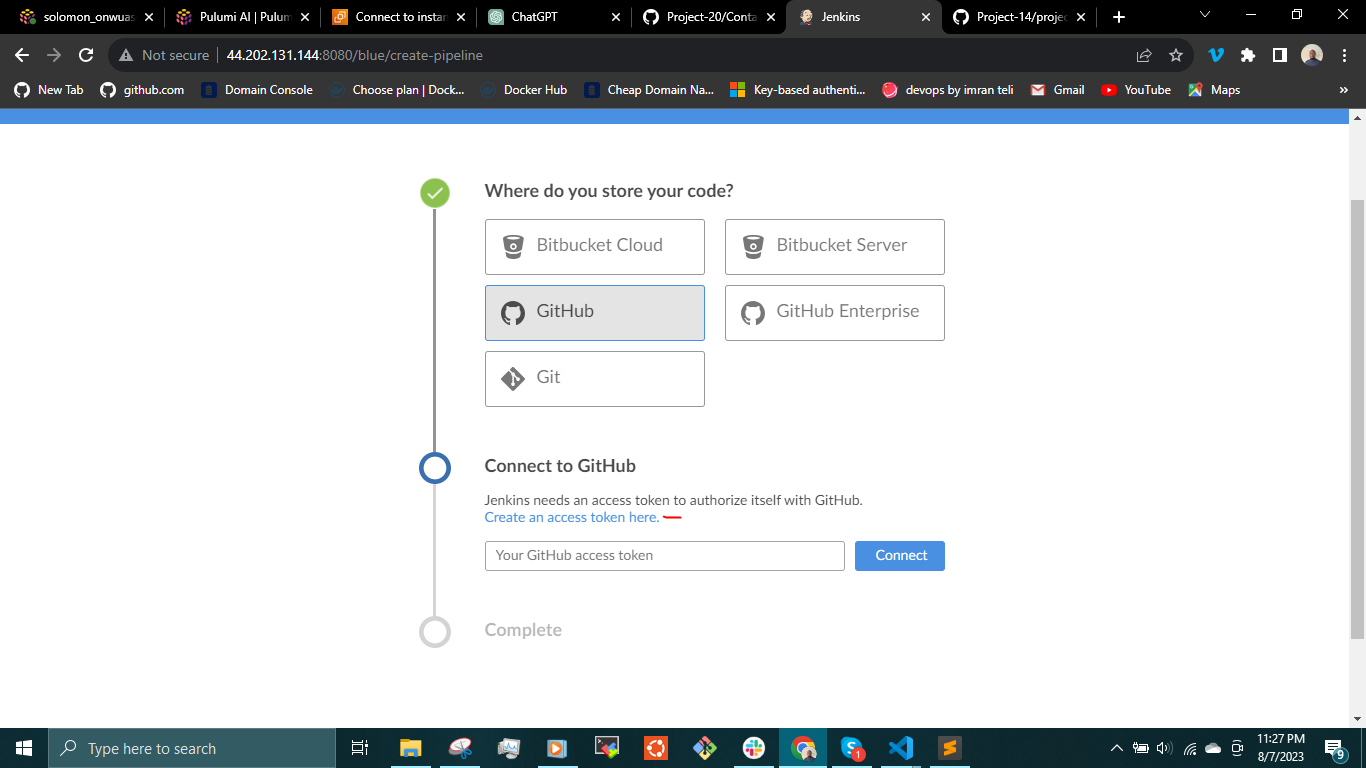 solomon_onwuas
Pulumi AI | Pulum
Connect to instan
ChatGPT
Project-20/Conta
Jenkins
Project-14/projec
Not secure
44.202.131.144:8080/blue/create-pipeline
New Tab
github.com
Domain Console
Choose plan | Dock...
Docker Hub
Cheap Domain Na...
Key-based authenti...
devops by imran teli
Gmail
YouTube
Maps
»
Where do you store your code?
Bitbucket Cloud
Bitbucket Server
GitHub
GitHub Enterprise
Git
Connect to GitHub
Jenkins needs an access token to authorize itself with GitHub.
Create an access token here.
Your GitHub access token
Connect
Complete
Type here to search
1
11:27 PM
8/7/2023
9